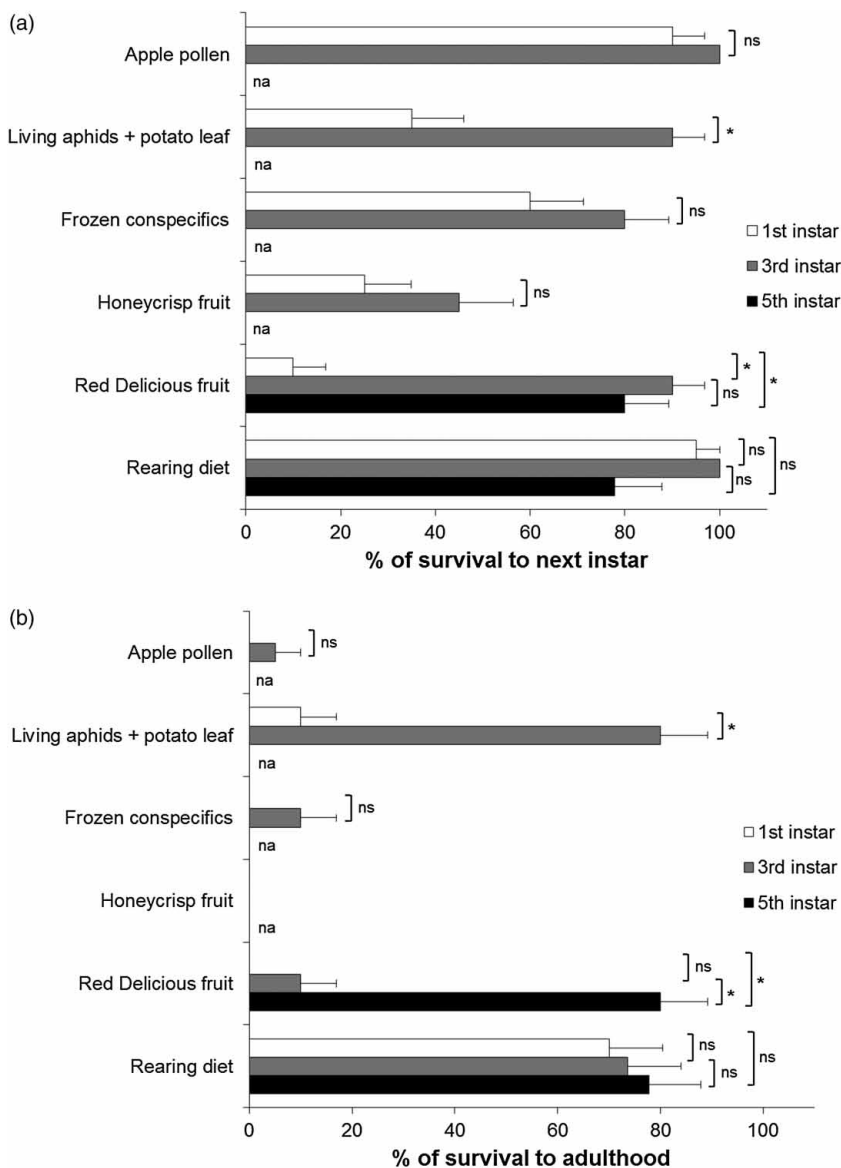 (a)
Apple pollen
ns
na
Living aphids + potato leaf
*
na
Frozen conspecifics
ns
na
1st instar
3rd instar
5th instar
Honeycrisp fruit
ns
na
Red Delicious fruit
*
ns
*
Rearing diet
ns
ns
ns
0 20 40 60 80 100
% of survival to next instar
(b)
Apple pollen
ns
na
Living aphids + potato leaf
*
na
Frozen conspecifics
ns
na
1st instar
3rd instar
5th instar
Honeycrisp fruit
na
Red Delicious fruit
ns
*
*
Rearing diet
ns
ns
ns
0 20 40 60 80 100
% of survival to adulthood